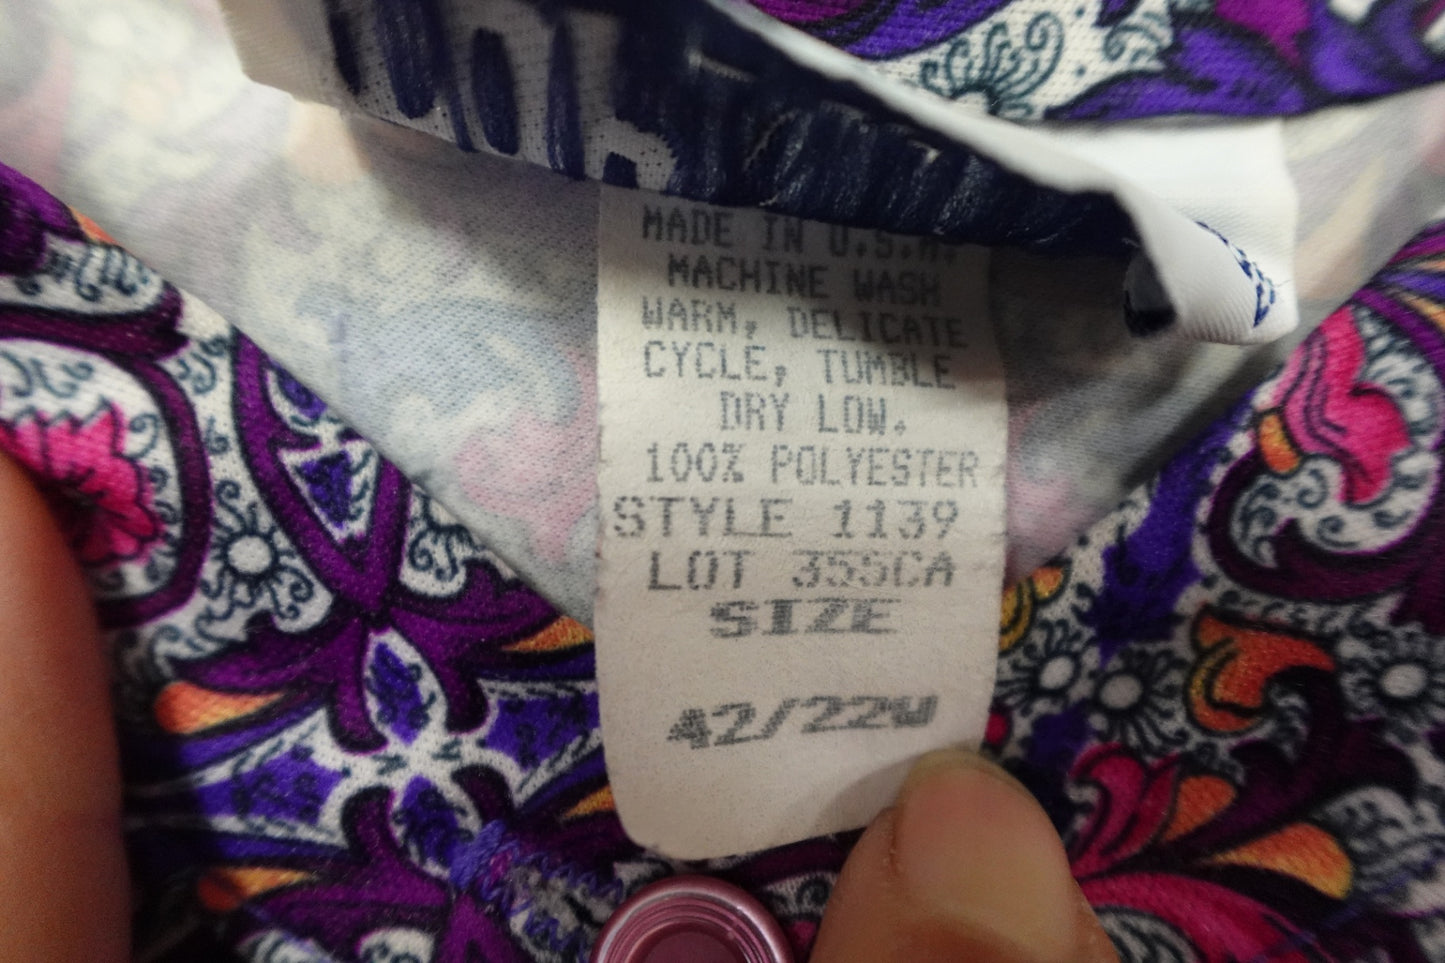 MADE IN U.S.A.
MACHINE WASH
WARM, DELICATE
CYCLE, TUMBLE
DRY LOW.
100% POLYESTER
STYLE 1139
LOT 355CA
SIZE
42/22W